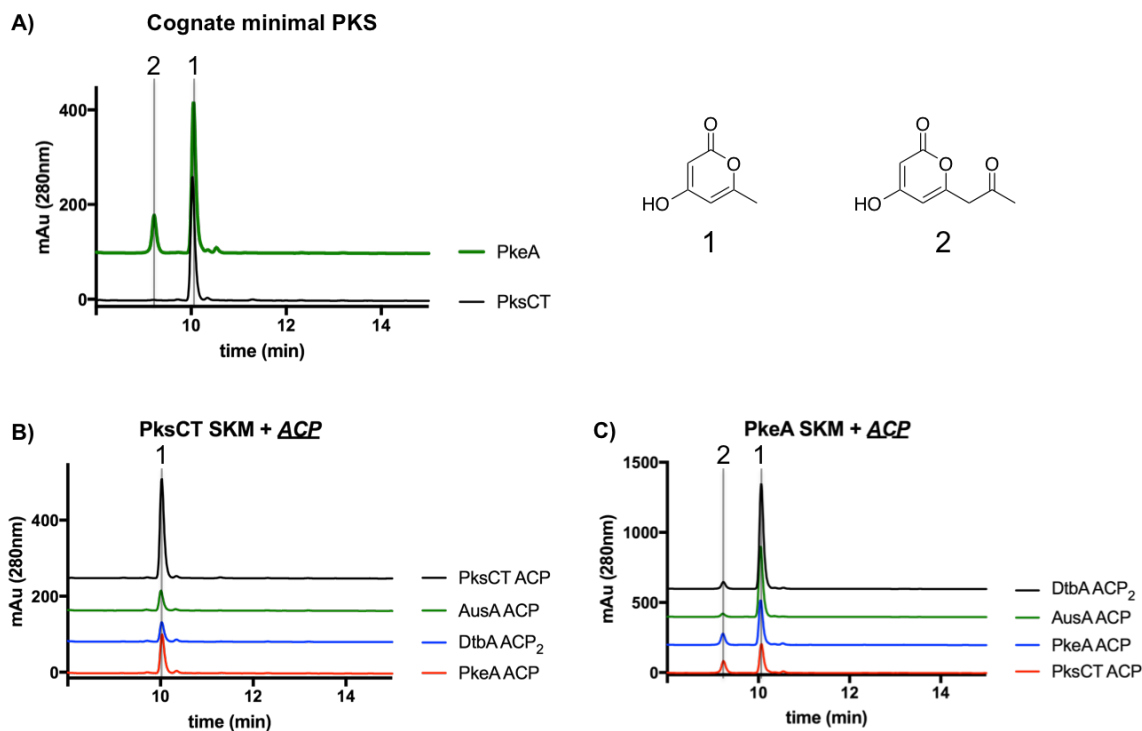 A)
Cognate minimal PKS
2
1
400
200
0
mAu (280nm)
10
12
14
time (min)
PkeA
PksCT
O
O
HO
1
O
O
O
HO
2
B)
PksCT SKM + ACP
1
400
200
0
mAu (280nm)
10
12
14
time (min)
PksCT ACP
AusA ACP
DtbA ACP2
PkeA ACP
C)
PkeA SKM + ACP
2
1
1500
1000
500
0
mAu (280nm)
10
12
14
time (min)
DtbA ACP2
AusA ACP
PkeA ACP
PksCT ACP